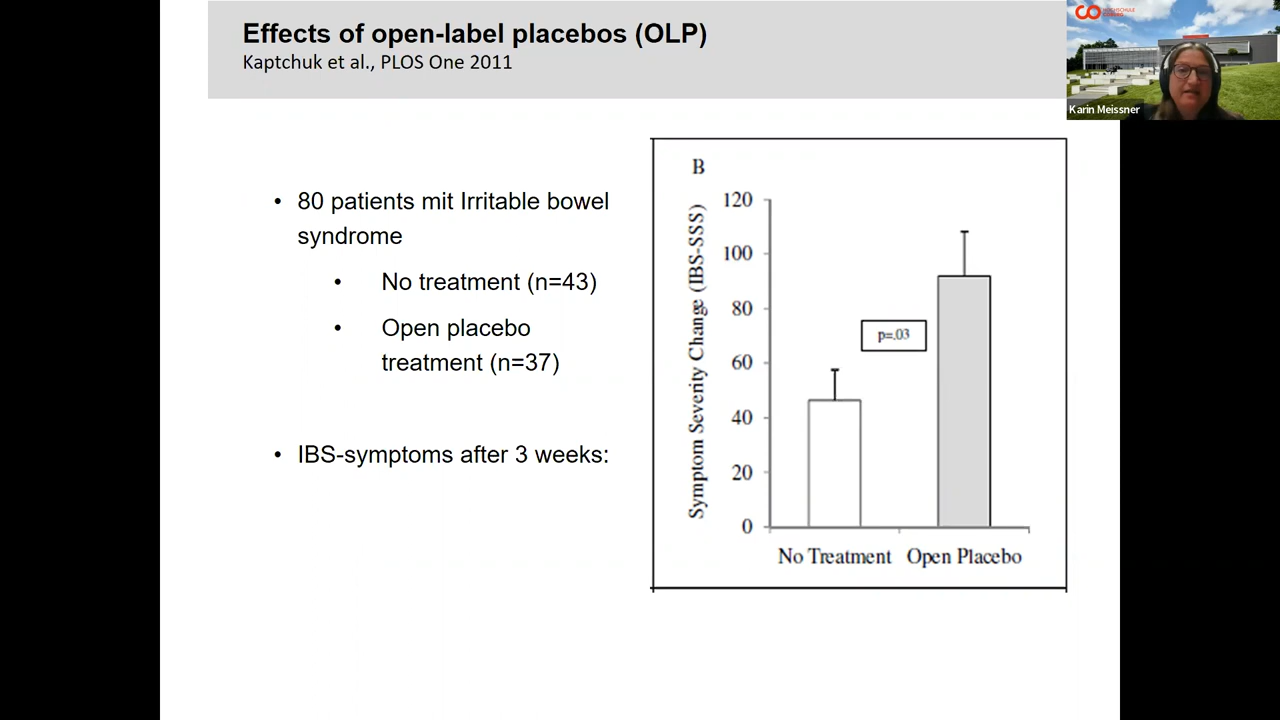 Effects of open-label placebos (OLP)
Kaptchuk et al., PLOS One 2011
HOCHSCHULE
COBURG
Karin Meissner
• 80 patients mit Irritable bowel
syndrome
• No treatment (n=43)
• Open placebo
treatment (n=37)
• IBS-symptoms after 3 weeks:
B
Symptom Severity Change (IBS-SSS)
120
100
80
60
40
20
0
p=.03
No Treatment Open Placebo